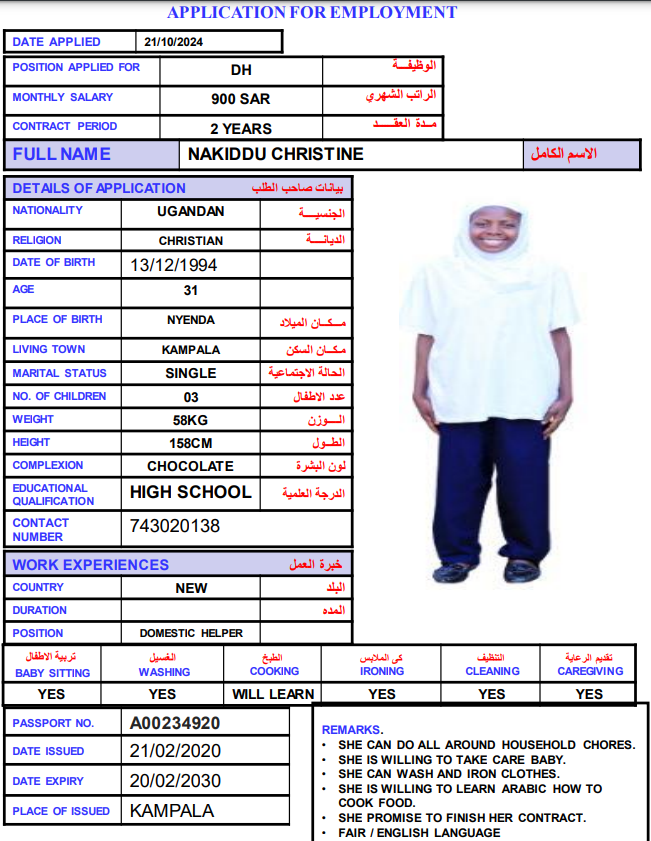 APPLICATION FOR EMPLOYMENT
DATE APPLIED 21/10/2024
POSITION APPLIED FOR DH الوظيفـــة
MONTHLY SALARY 900 SAR الراتب الشهري
CONTRACT PERIOD 2 YEARS مـدة العقـــد
FULL NAME NAKIDDU CHRISTINE الاسم الكامل
DETAILS OF APPLICATION بيانات صاحب الطلب
NATIONALITY UGANDAN الجنسيـــة
RELIGION CHRISTIAN الديانـــة
DATE OF BIRTH 13/12/1994
AGE 31
PLACE OF BIRTH NYENDA مـكـــان الميلاد
LIVING TOWN KAMPALA مـكـان السكن
MARITAL STATUS SINGLE الحالة الاجتماعية
NO. OF CHILDREN 03 عدد الاطفال
WEIGHT 58KG الـــوزن
HEIGHT 158CM الطـول
COMPLEXION CHOCOLATE لون البشرة
EDUCATIONAL QUALIFICATION HIGH SCHOOL الدرجة العلمية
CONTACT NUMBER 743020138
WORK EXPERIENCES خبرة العمل
COUNTRY NEW البلد
DURATION المده
POSITION DOMESTIC HELPER
تربية الاطفال الغسيل الطبخ كى الملابس التنظيف تقديم الرعاية
BABY SITTING WASHING COOKING IRONING CLEANING CAREGIVING
YES YES WILL LEARN YES YES YES
PASSPORT NO. A00234920
DATE ISSUED 21/02/2020
DATE EXPIRY 20/02/2030
PLACE OF ISSUED KAMPALA
REMARKS.
• SHE CAN DO ALL AROUND HOUSEHOLD CHORES.
• SHE IS WILLING TO TAKE CARE BABY.
• SHE CAN WASH AND IRON CLOTHES.
• SHE IS WILLING TO LEARN ARABIC HOW TO
COOK FOOD.
• SHE PROMISE TO FINISH HER CONTRACT.
• FAIR / ENGLISH LANGUAGE